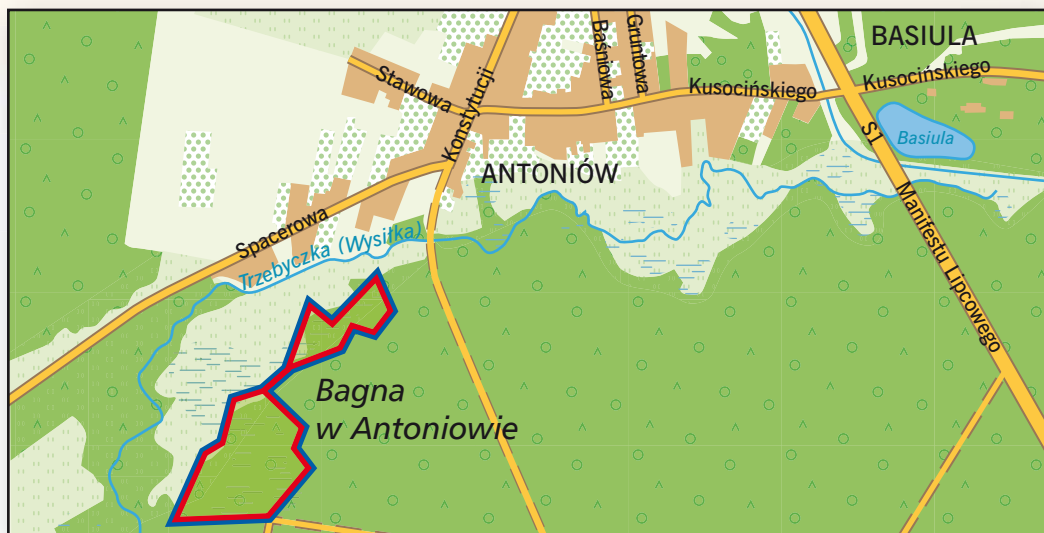 BASIULA
Baśniowa
Gruntowa
Stawowa
Konstytucji
Kusocińskiego
Kusocińskiego
S1
Basiula
ANTONIÓW
Manifestu Lipcowego
Spacerowa
Trzebyczka (Wysiłka)
Bagna
w Antoniowie